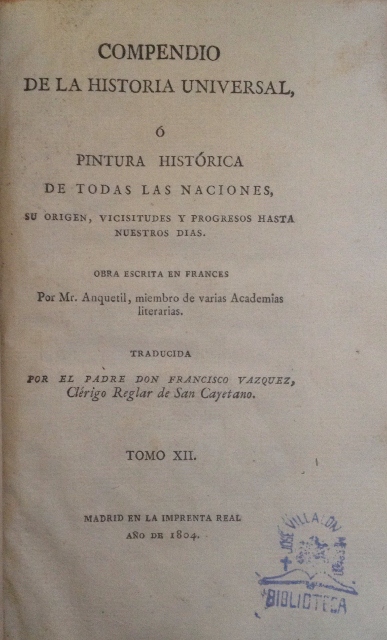 COMPENDIO
DE LA HISTORIA UNIVERSAL,
Ó
PINTURA HISTÓRICA
DE TODAS LAS NACIONES,
SU ORIGEN, VICISITUDES Y PROGRESOS HASTA
NUESTROS DIAS.
OBRA ESCRITA EN FRANCES
Por Mr. Anquetil, miembro de varias Academias
literarias.
TRADUCIDA
POR EL PADRE DON FRANCISCO VAZQUEZ,
Clérigo Reglar de San Cayetano.
TOMO XII.
MADRID EN LA IMPRENTA REAL
AÑO DE 1804.
JOSÉ VILLALÓN
BIBLIOTECA